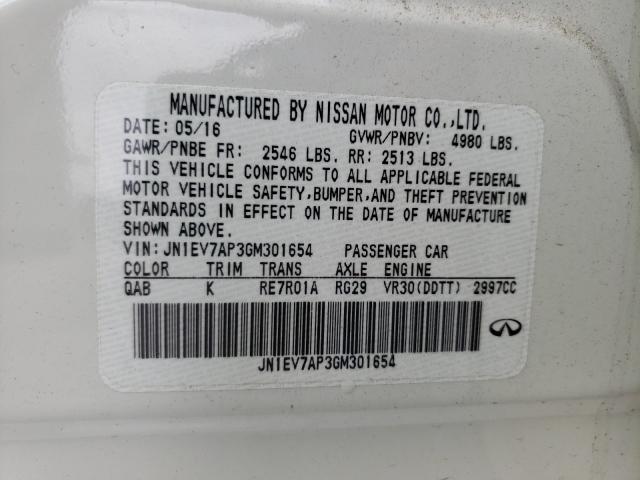 MANUFACTURED BY NISSAN MOTOR CO.,LTD.
DATE: 05/16 GVWR/PNBV: 4980 LBS.
GAWR/PNBE FR: 2546 LBS. RR: 2513 LBS.
THIS VEHICLE CONFORMS TO ALL APPLICABLE FEDERAL
MOTOR VEHICLE SAFETY,BUMPER,AND THEFT PREVENTION
STANDARDS IN EFFECT ON THE DATE OF MANUFACTURE
SHOWN ABOVE.
VIN: JN1EV7AP3GM301654 PASSENGER CAR
COLOR TRIM TRANS AXLE ENGINE
QAB K RE7R01A RG29 VR30(DDTT) 2997CC
JN1EV7AP3GM301654